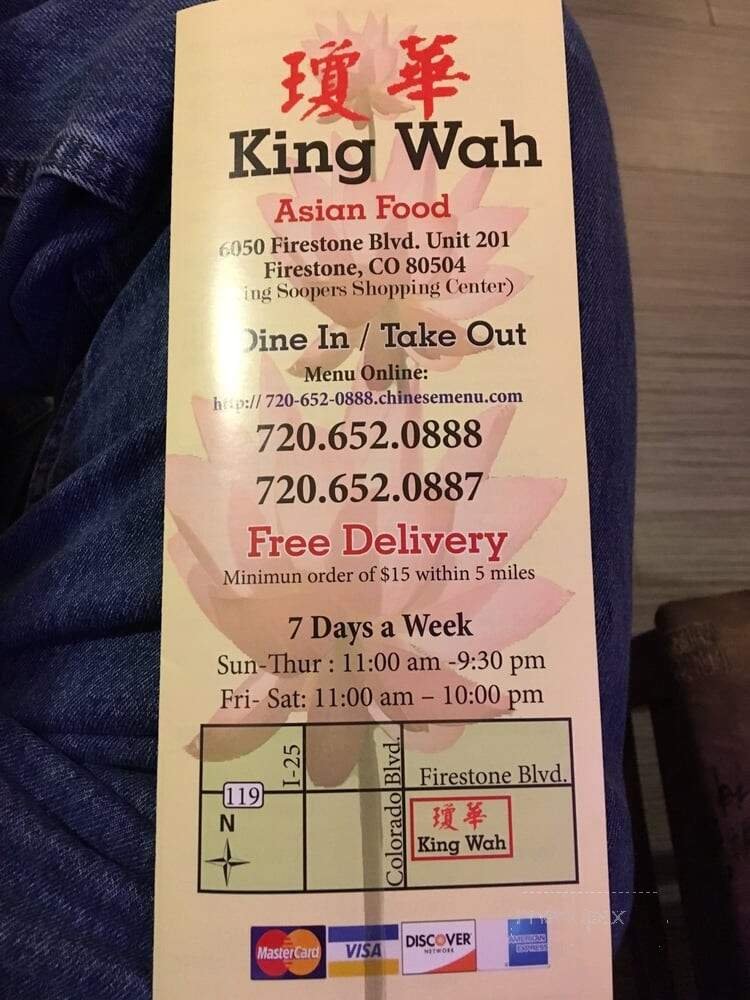 瓊華
King Wah
Asian Food
6050 Firestone Blvd. Unit 201
Firestone, CO 80504
ing Soopers Shopping Center)
Dine In / Take Out
Menu Online:
http:// 720-652-0888.chinesemenu.com
720.652.0888
720.652.0887
Free Delivery
Minimun order of $15 within 5 miles
7 Days a Week
Sun-Thur : 11:00 am -9:30 pm
Fri- Sat: 11:00 am – 10:00 pm
I-25
Colorado Blvd.
Firestone Blvd.
119
N
瓊華
King Wah
MasterCard
VISA
DISCOVER
NETWORK
AMERICAN
EXPRESS